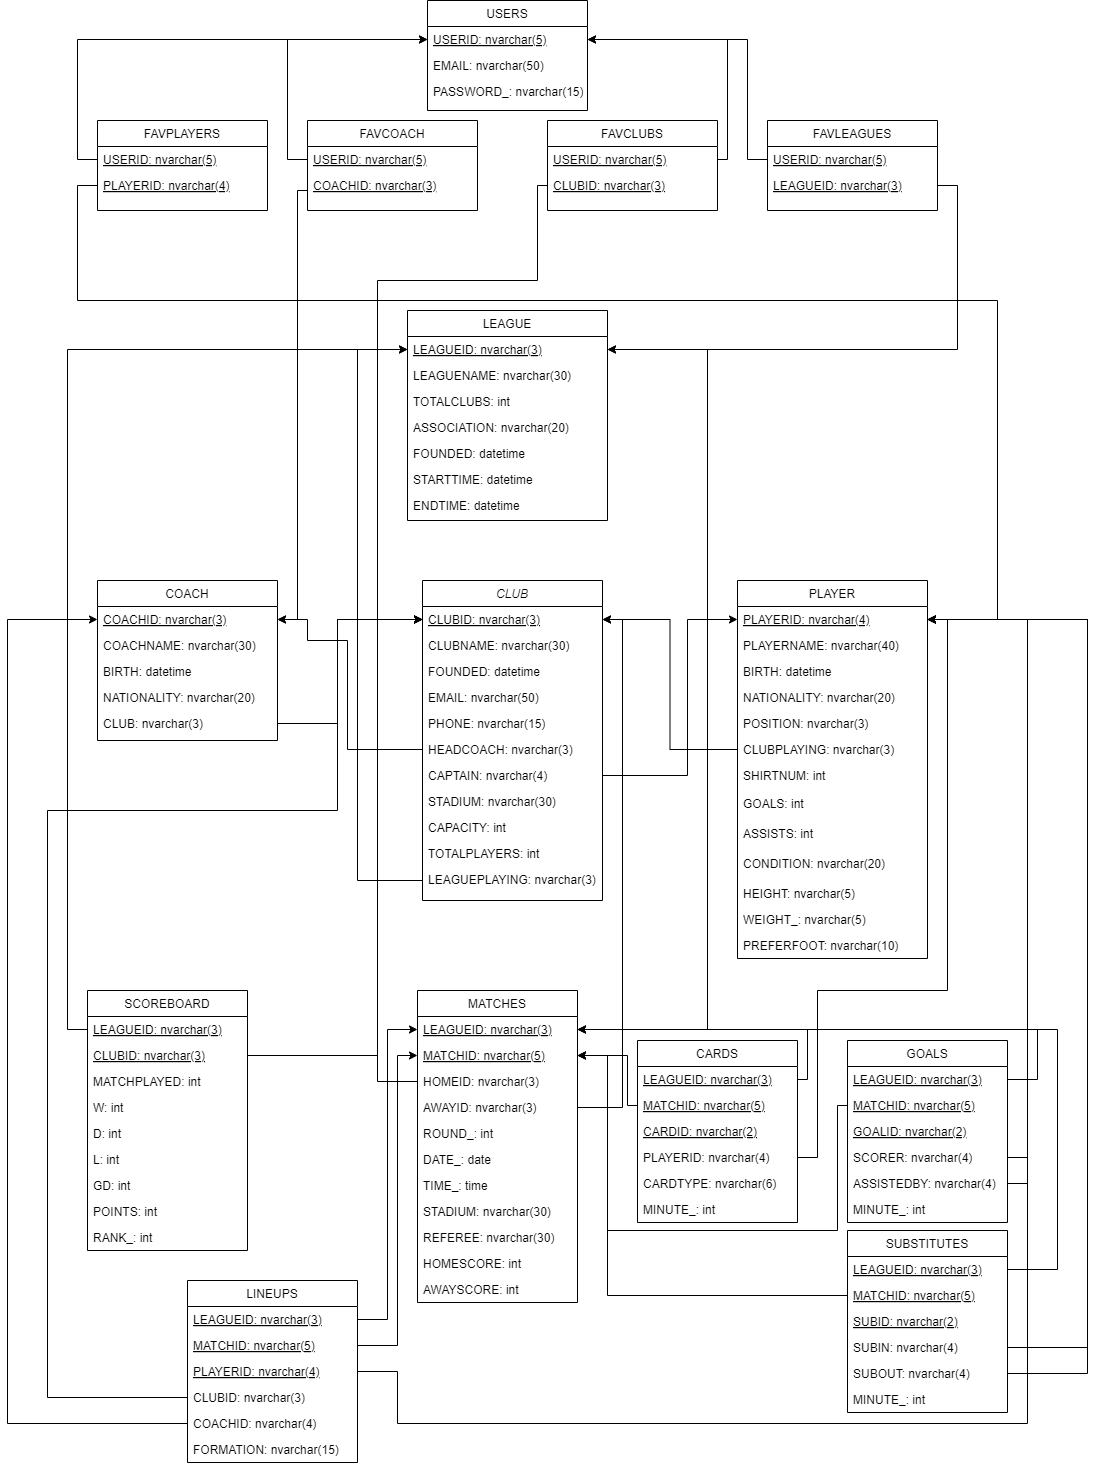 USERS
USERID: nvarchar(5)
EMAIL: nvarchar(50)
PASSWORD_: nvarchar(15)
FAVPLAYERS
USERID: nvarchar(5)
PLAYERID: nvarchar(4)
FAVCOACH
USERID: nvarchar(5)
COACHID: nvarchar(3)
FAVCLUBS
USERID: nvarchar(5)
CLUBID: nvarchar(3)
FAVLEAGUES
USERID: nvarchar(5)
LEAGUEID: nvarchar(3)
LEAGUE
LEAGUEID: nvarchar(3)
LEAGUENAME: nvarchar(30)
TOTALCLUBS: int
ASSOCIATION: nvarchar(20)
FOUNDED: datetime
STARTTIME: datetime
ENDTIME: datetime
COACH
COACHID: nvarchar(3)
COACHNAME: nvarchar(30)
BIRTH: datetime
NATIONALITY: nvarchar(20)
CLUB: nvarchar(3)
CLUB
CLUBID: nvarchar(3)
CLUBNAME: nvarchar(30)
FOUNDED: datetime
EMAIL: nvarchar(50)
PHONE: nvarchar(15)
HEADCOACH: nvarchar(3)
CAPTAIN: nvarchar(4)
STADIUM: nvarchar(30)
CAPACITY: int
TOTALPLAYERS: int
LEAGUEPLAYING: nvarchar(3)
PLAYER
PLAYERID: nvarchar(4)
PLAYERNAME: nvarchar(40)
BIRTH: datetime
NATIONALITY: nvarchar(20)
POSITION: nvarchar(3)
CLUBPLAYING: nvarchar(3)
SHIRTNUM: int
GOALS: int
ASSISTS: int
CONDITION: nvarchar(20)
HEIGHT: nvarchar(5)
WEIGHT_: nvarchar(5)
PREFERFOOT: nvarchar(10)
SCOREBOARD
LEAGUEID: nvarchar(3)
CLUBID: nvarchar(3)
MATCHPLAYED: int
W: int
D: int
L: int
GD: int
POINTS: int
RANK_: int
MATCHES
LEAGUEID: nvarchar(3)
MATCHID: nvarchar(5)
HOMEID: nvarchar(3)
AWAYID: nvarchar(3)
ROUND_: int
DATE_: date
TIME_: time
STADIUM: nvarchar(30)
REFEREE: nvarchar(30)
HOMESCORE: int
AWAYSCORE: int
CARDS
LEAGUEID: nvarchar(3)
MATCHID: nvarchar(5)
CARDID: nvarchar(2)
PLAYERID: nvarchar(4)
CARDTYPE: nvarchar(6)
MINUTE_: int
GOALS
LEAGUEID: nvarchar(3)
MATCHID: nvarchar(5)
GOALID: nvarchar(2)
SCORER: nvarchar(4)
ASSISTEDBY: nvarchar(4)
MINUTE_: int
SUBSTITUTES
LEAGUEID: nvarchar(3)
MATCHID: nvarchar(5)
SUBID: nvarchar(2)
SUBIN: nvarchar(4)
SUBOUT: nvarchar(4)
MINUTE_: int
LINEUPS
LEAGUEID: nvarchar(3)
MATCHID: nvarchar(5)
PLAYERID: nvarchar(4)
CLUBID: nvarchar(3)
COACHID: nvarchar(4)
FORMATION: nvarchar(15)